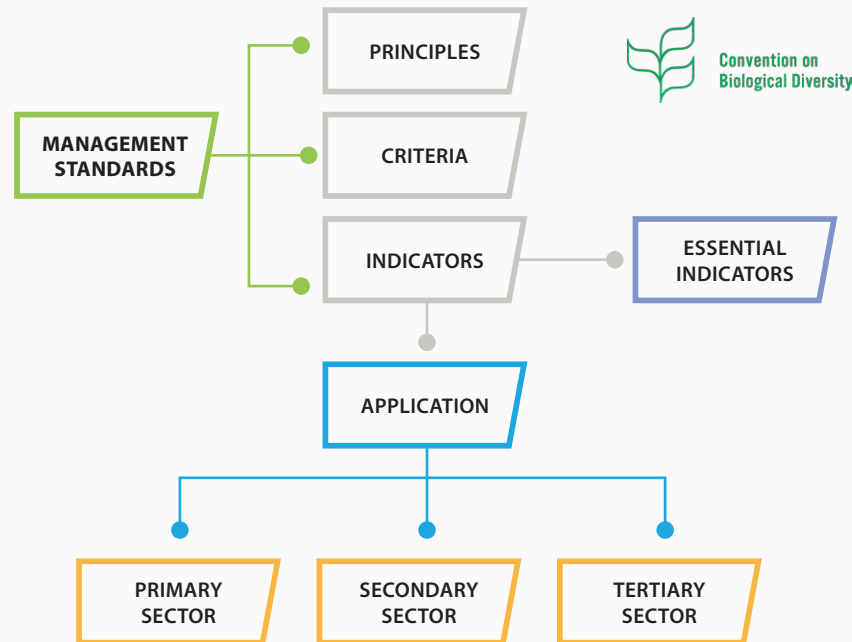 PRINCIPLES
Convention on
Biological Diversity
MANAGEMENT
STANDARDS
CRITERIA
INDICATORS
ESSENTIAL
INDICATORS
APPLICATION
PRIMARY
SECTOR
SECONDARY
SECTOR
TERTIARY
SECTOR